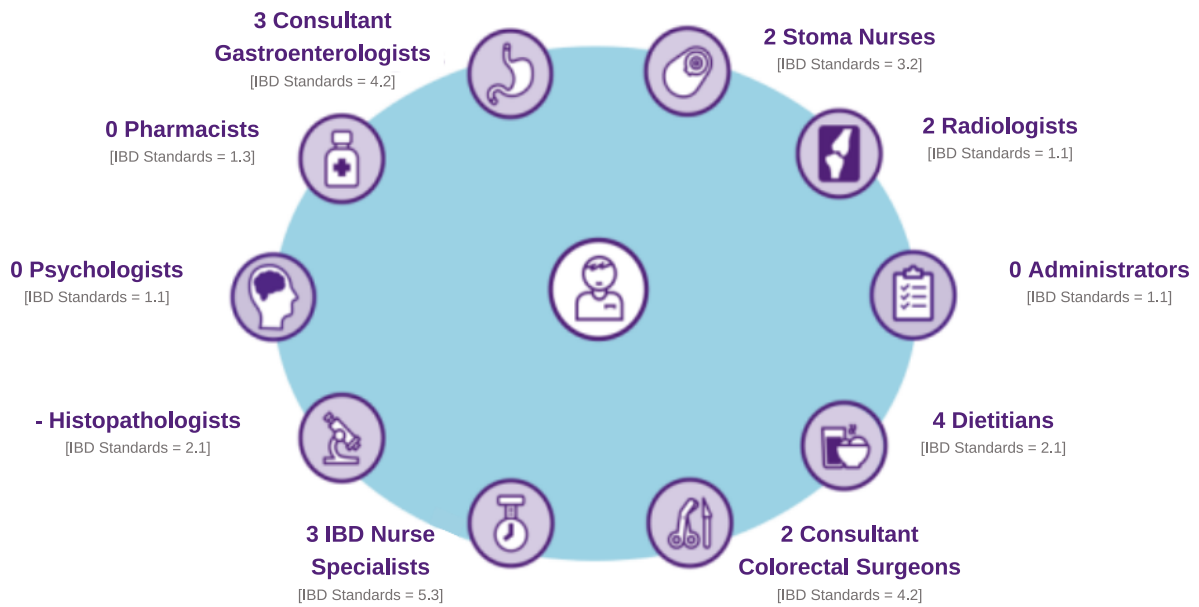 3 Consultant
Gastroenterologists
[IBD Standards = 4.2]
2 Stoma Nurses
[IBD Standards = 3.2]
0 Pharmacists
[IBD Standards = 1.3]
2 Radiologists
[IBD Standards = 1.1]
0 Psychologists
[IBD Standards = 1.1]
0 Administrators
[IBD Standards = 1.1]
- Histopathologists
[IBD Standards = 2.1]
4 Dietitians
[IBD Standards = 2.1]
3 IBD Nurse
Specialists
[IBD Standards = 5.3]
2 Consultant
Colorectal Surgeons
[IBD Standards = 4.2]